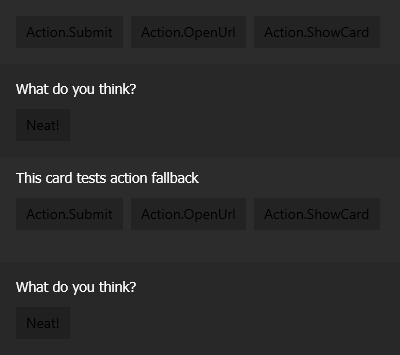 Action.Submit Action.OpenUrl Action.ShowCard
What do you think?
Neat!
This card tests action fallback
Action.Submit Action.OpenUrl Action.ShowCard
What do you think?
Neat!